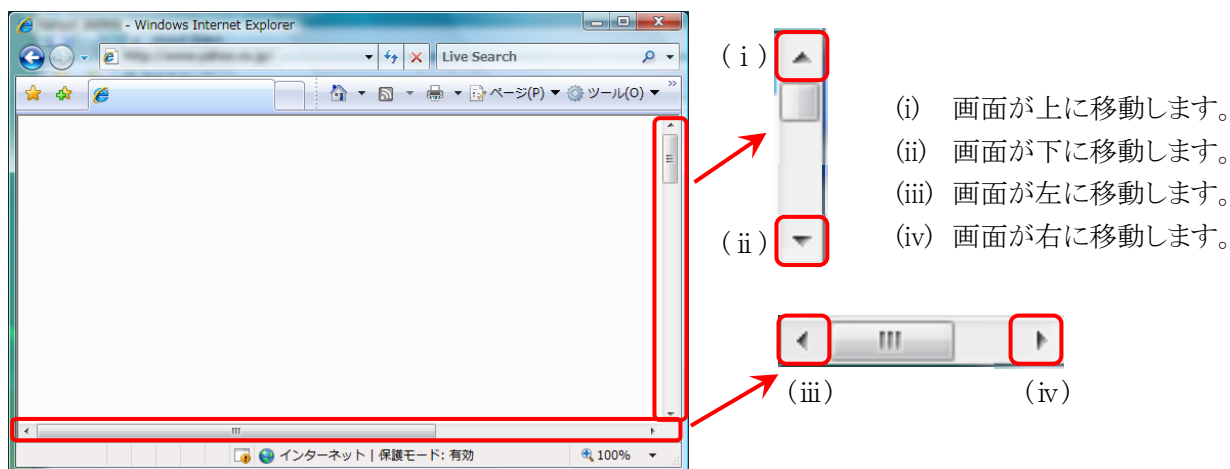 - Windows Internet Explorer
Live Search
ページ(P) ツール(O) »
インターネット | 保護モード: 有効 100%
(ⅰ)
(ⅱ)
(i) 画面が上に移動します。
(ii) 画面が下に移動します。
(iii) 画面が左に移動します。
(iv) 画面が右に移動します。
(ⅲ) (ⅳ)